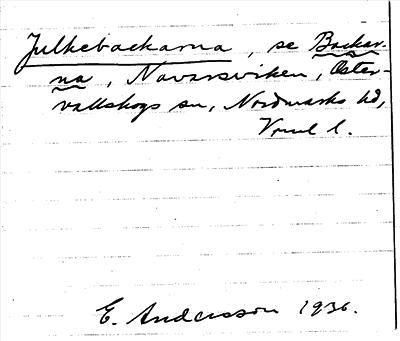 Julkebackarna, se Backar-
na, Navarsviken, Öster-
vallskogs sn, Nordmarks hd,
Vrml l.
E. Andersson 1936.